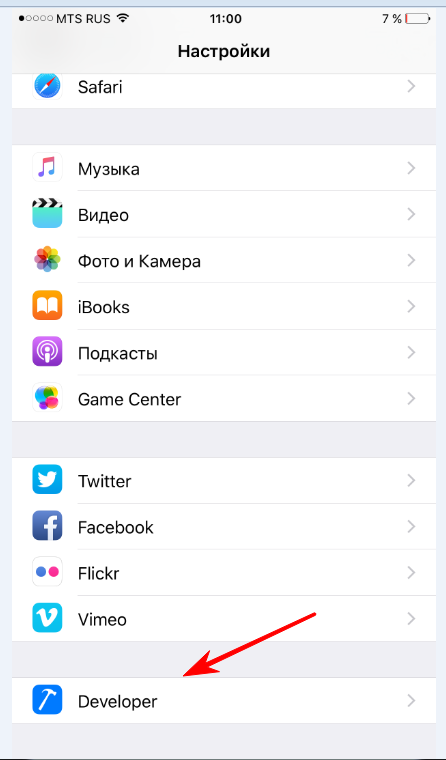 MTS RUS 11:00 7 %
Настройки
Safari
Музыка
Видео
Фото и Камера
iBooks
Подкасты
Game Center
Twitter
Facebook
Flickr
Vimeo
Developer